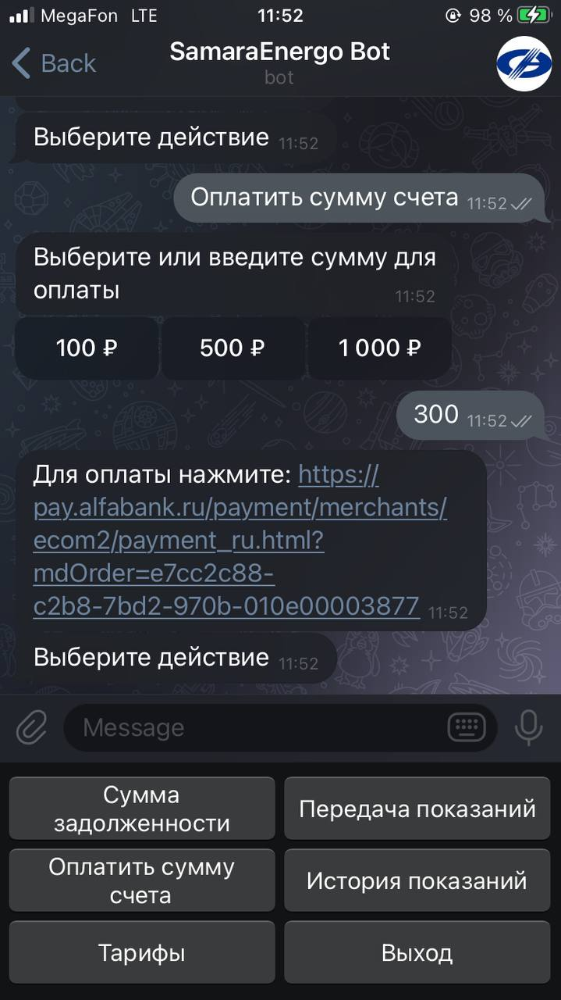 MegaFon LTE 11:52 98 %
Back SamaraEnergo Bot
bot
Выберите действие 11:52
Оплатить сумму счета 11:52
Выберите или введите сумму для
оплаты 11:52
100 ₽ 500 ₽ 1 000 ₽
300 11:52
Для оплаты нажмите: https://
pay.alfabank.ru/payment/merchants/
ecom2/payment_ru.html?
mdOrder=e7cc2c88-
c2b8-7bd2-970b-010e00003877 11:52
Выберите действие 11:52
Message
Сумма
задолженности
Передача показаний
Оплатить сумму
счета
История показаний
Тарифы
Выход